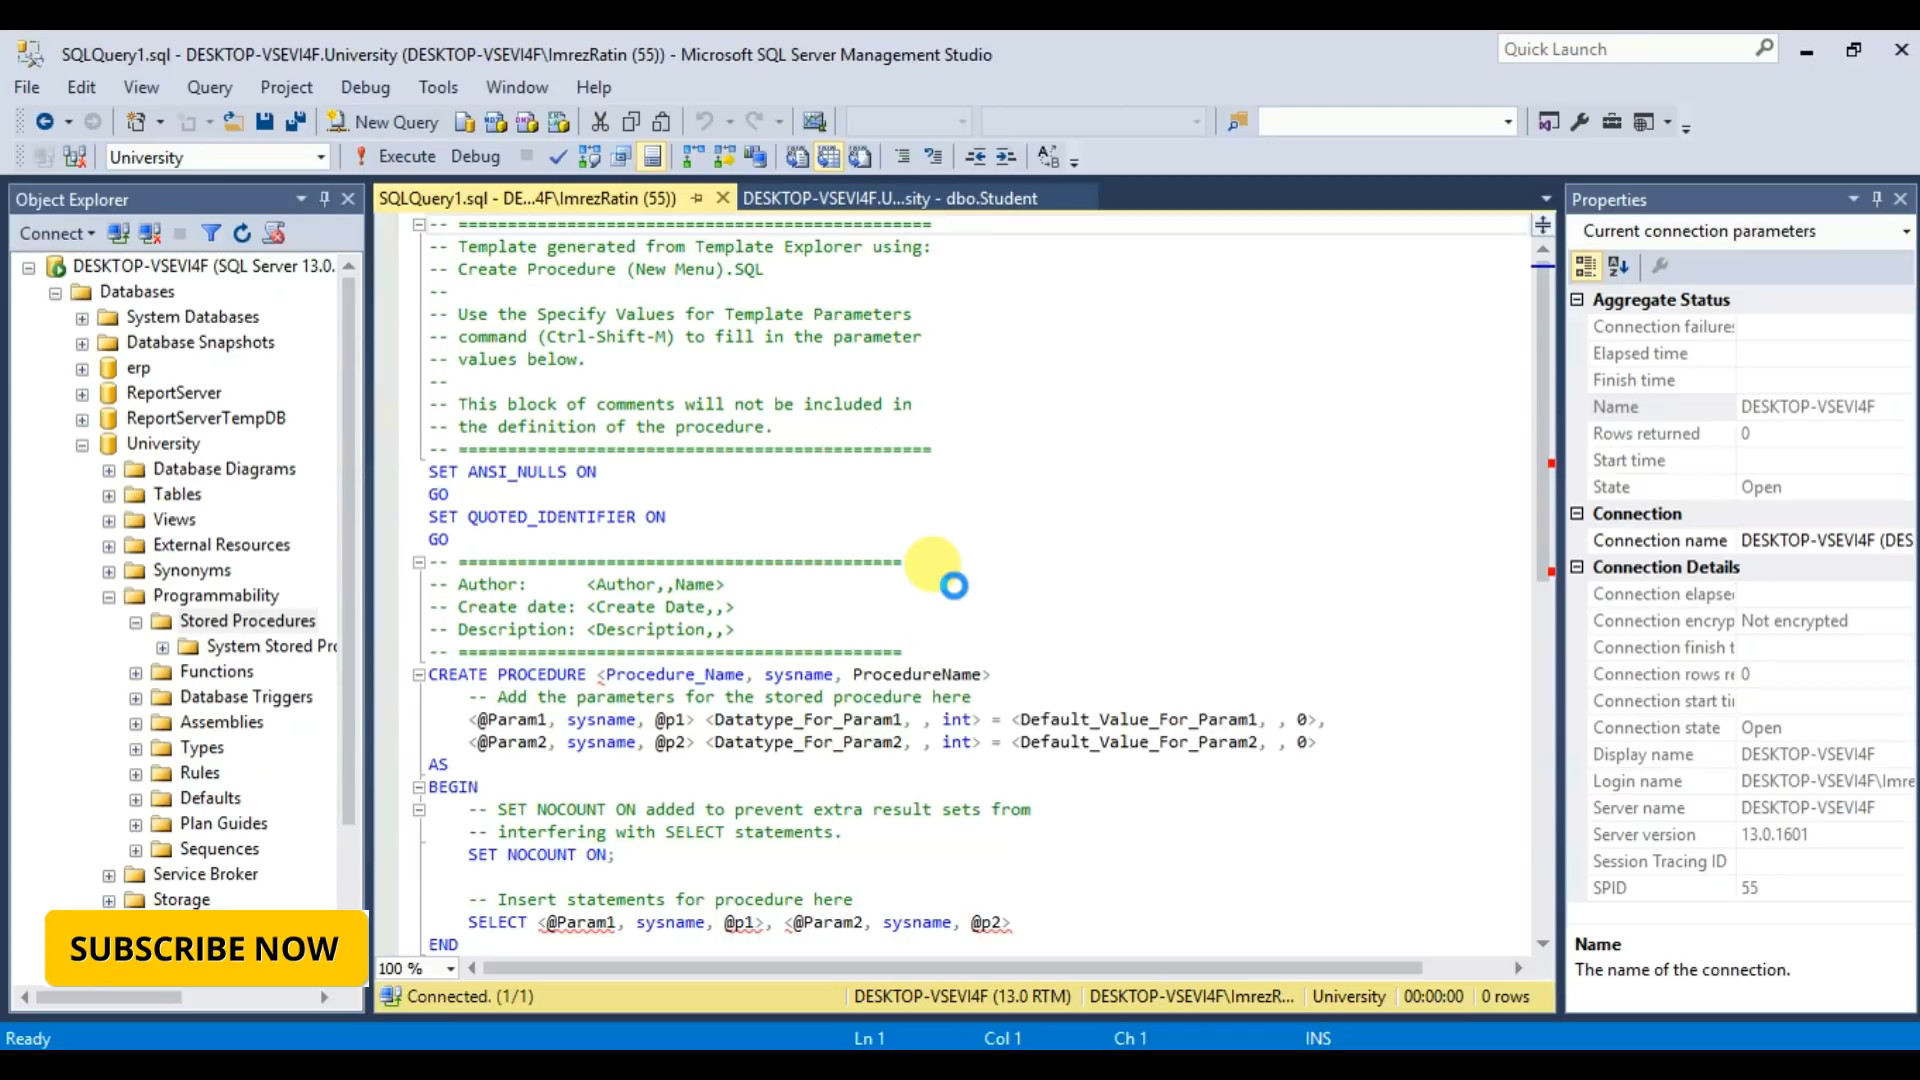 SQLQuery1.sql - DESKTOP-VSEVI4F.University (DESKTOP-VSEVI4F\ImrezRatin (55)) - Microsoft SQL Server Management Studio
Quick Launch
File Edit View Query Project Debug Tools Window Help
New Query
University
Execute Debug
Object Explorer
Connect
DESKTOP-VSEVI4F (SQL Server 13.0.
Databases
System Databases
Database Snapshots
erp
ReportServer
ReportServerTempDB
University
Database Diagrams
Tables
Views
External Resources
Synonyms
Programmability
Stored Procedures
System Stored Pro
Functions
Database Triggers
Assemblies
Types
Rules
Defaults
Plan Guides
Sequences
Service Broker
Storage
SUBSCRIBE NOW
SQLQuery1.sql - DE...4F\ImrezRatin (55))
DESKTOP-VSEVI4F.U...sity - dbo.Student
-- ================================================
-- Template generated from Template Explorer using:
-- Create Procedure (New Menu).SQL
--
-- Use the Specify Values for Template Parameters
-- command (Ctrl-Shift-M) to fill in the parameter
-- values below.
--
-- This block of comments will not be included in
-- the definition of the procedure.
-- ================================================
SET ANSI_NULLS ON
GO
SET QUOTED_IDENTIFIER ON
GO
-- =============================================
-- Author:      <Author,,Name>
-- Create date: <Create Date,,>
-- Description: <Description,,>
-- =============================================
CREATE PROCEDURE <Procedure_Name, sysname, ProcedureName>
-- Add the parameters for the stored procedure here
<@Param1, sysname, @p1> <Datatype_For_Param1, , int> = <Default_Value_For_Param1, , 0>,
<@Param2, sysname, @p2> <Datatype_For_Param2, , int> = <Default_Value_For_Param2, , 0>
AS
BEGIN
-- SET NOCOUNT ON added to prevent extra result sets from
-- interfering with SELECT statements.
SET NOCOUNT ON;
-- Insert statements for procedure here
SELECT <@Param1, sysname, @p1>, <@Param2, sysname, @p2>
END
100 %
Connected. (1/1)
DESKTOP-VSEVI4F (13.0 RTM)
DESKTOP-VSEVI4F\ImrezR...
University
00:00:00
0 rows
Properties
Current connection parameters
Aggregate Status
Connection failures
Elapsed time
Finish time
Name DESKTOP-VSEVI4F
Rows returned 0
Start time
State Open
Connection
Connection name DESKTOP-VSEVI4F (DES
Connection Details
Connection elapsed
Connection encryp Not encrypted
Connection finish t
Connection rows re 0
Connection start tin
Connection state Open
Display name DESKTOP-VSEVI4F
Login name DESKTOP-VSEVI4F\Imre
Server name DESKTOP-VSEVI4F
Server version 13.0.1601
Session Tracing ID
SPID 55
Name
The name of the connection.
Ready
Ln 1
Col 1
Ch 1
INS